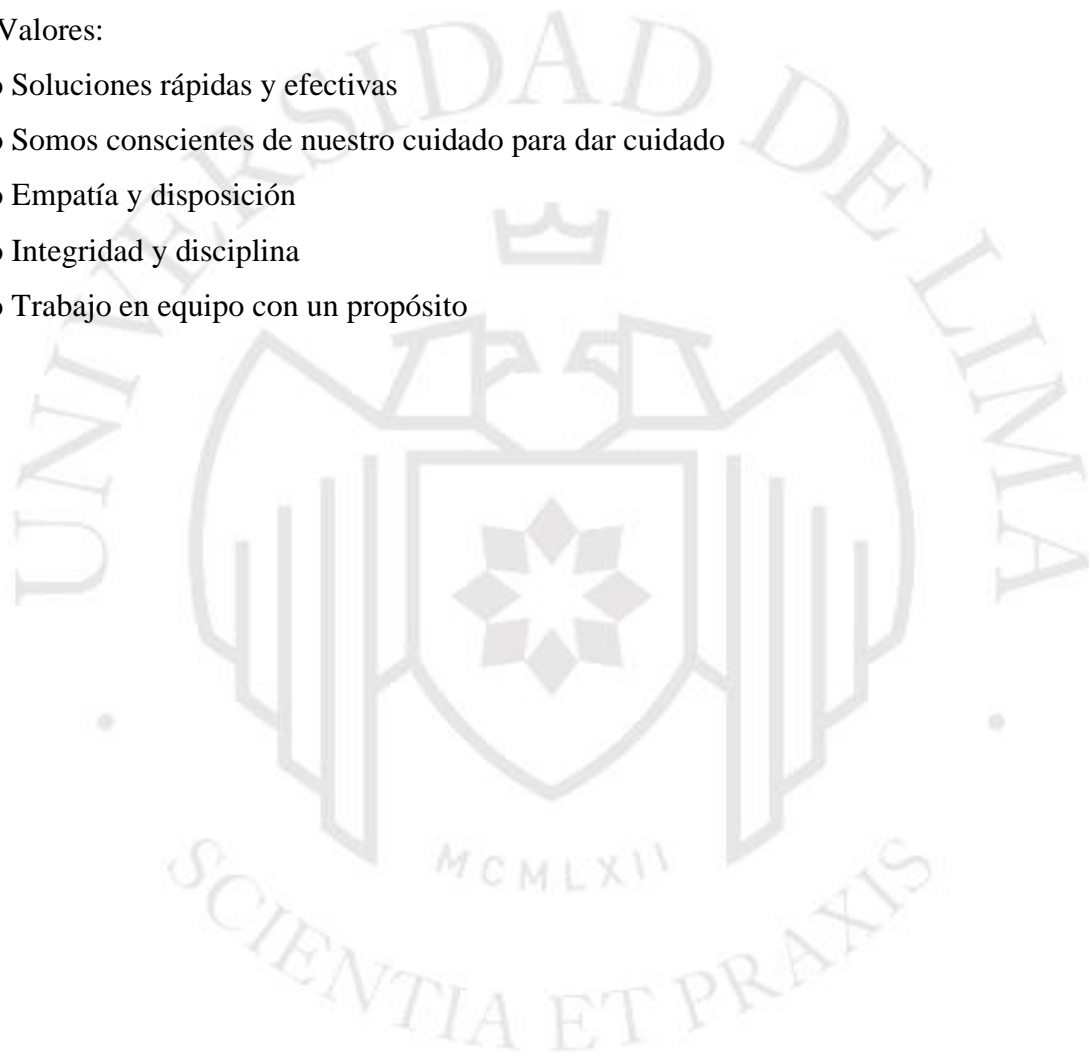 Valores:
o Soluciones rápidas y efectivas
o Somos conscientes de nuestro cuidado para dar cuidado
o Empatía y disposición
o Integridad y disciplina
o Trabajo en equipo con un propósito
UNIVERSIDAD DE LIMA
MCMLXII
SCIENTIA ET PRAXIS